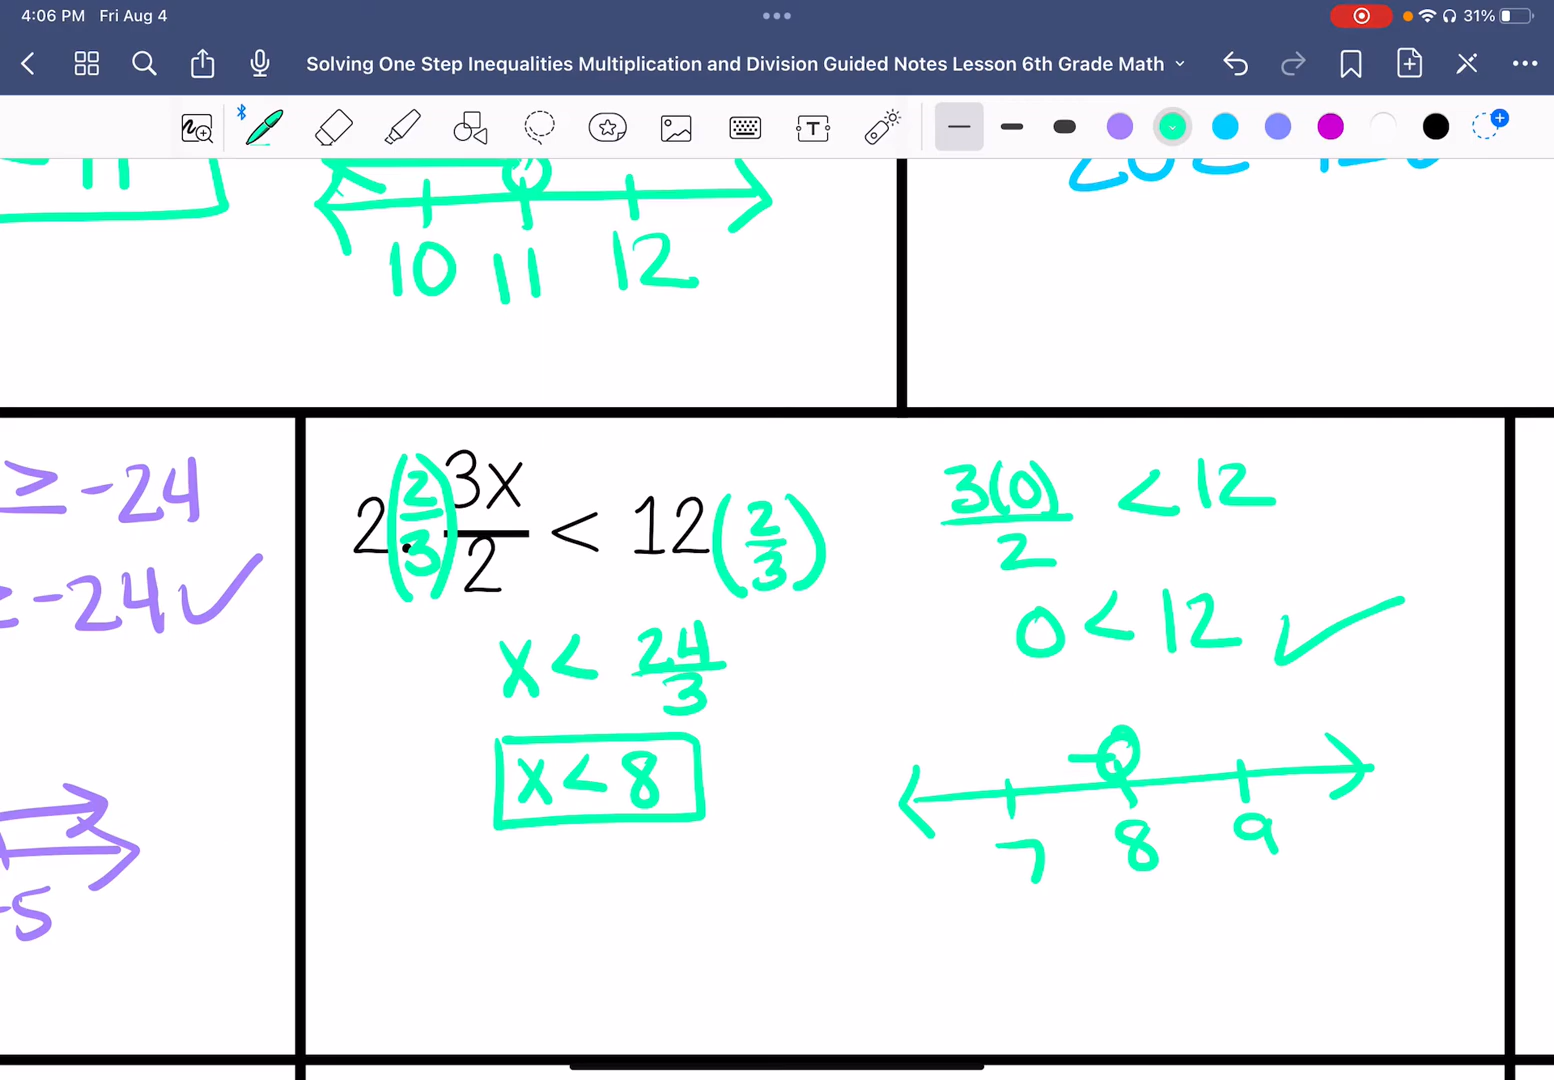 4:06 PM Fri Aug 4
31%
Solving One Step Inequalities Multiplication and Division Guided Notes Lesson 6th Grade Math
11
10 11 12
≥ -24
≥ -24 ✓
-5
2. (2/3) 3x/2 < 12 (2/3)
x < 24/3
x < 8
3(0)/2 < 12
0 < 12 ✓
7 8 9